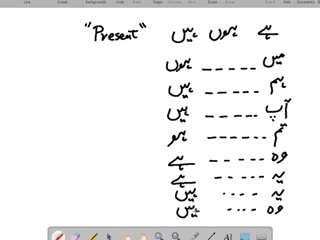 "Present" ہیں ہوں ہے
میں ----- ہوں
ہم ----- ہیں
آپ ----- ہیں
تم ------ ہو
وہ ----- ہے
یہ ----- ہے
یہ .... ہیں
وہ .... ہیں